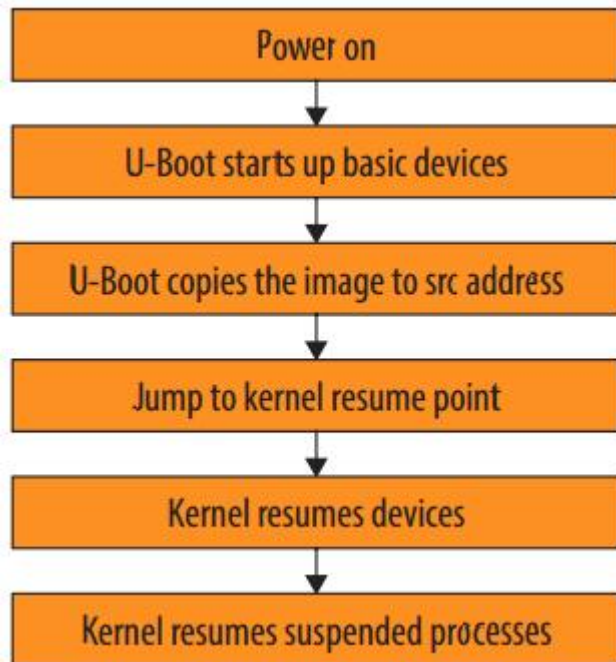 Power on
U-Boot starts up basic devices
U-Boot copies the image to src address
Jump to kernel resume point
Kernel resumes devices
Kernel resumes suspended processes